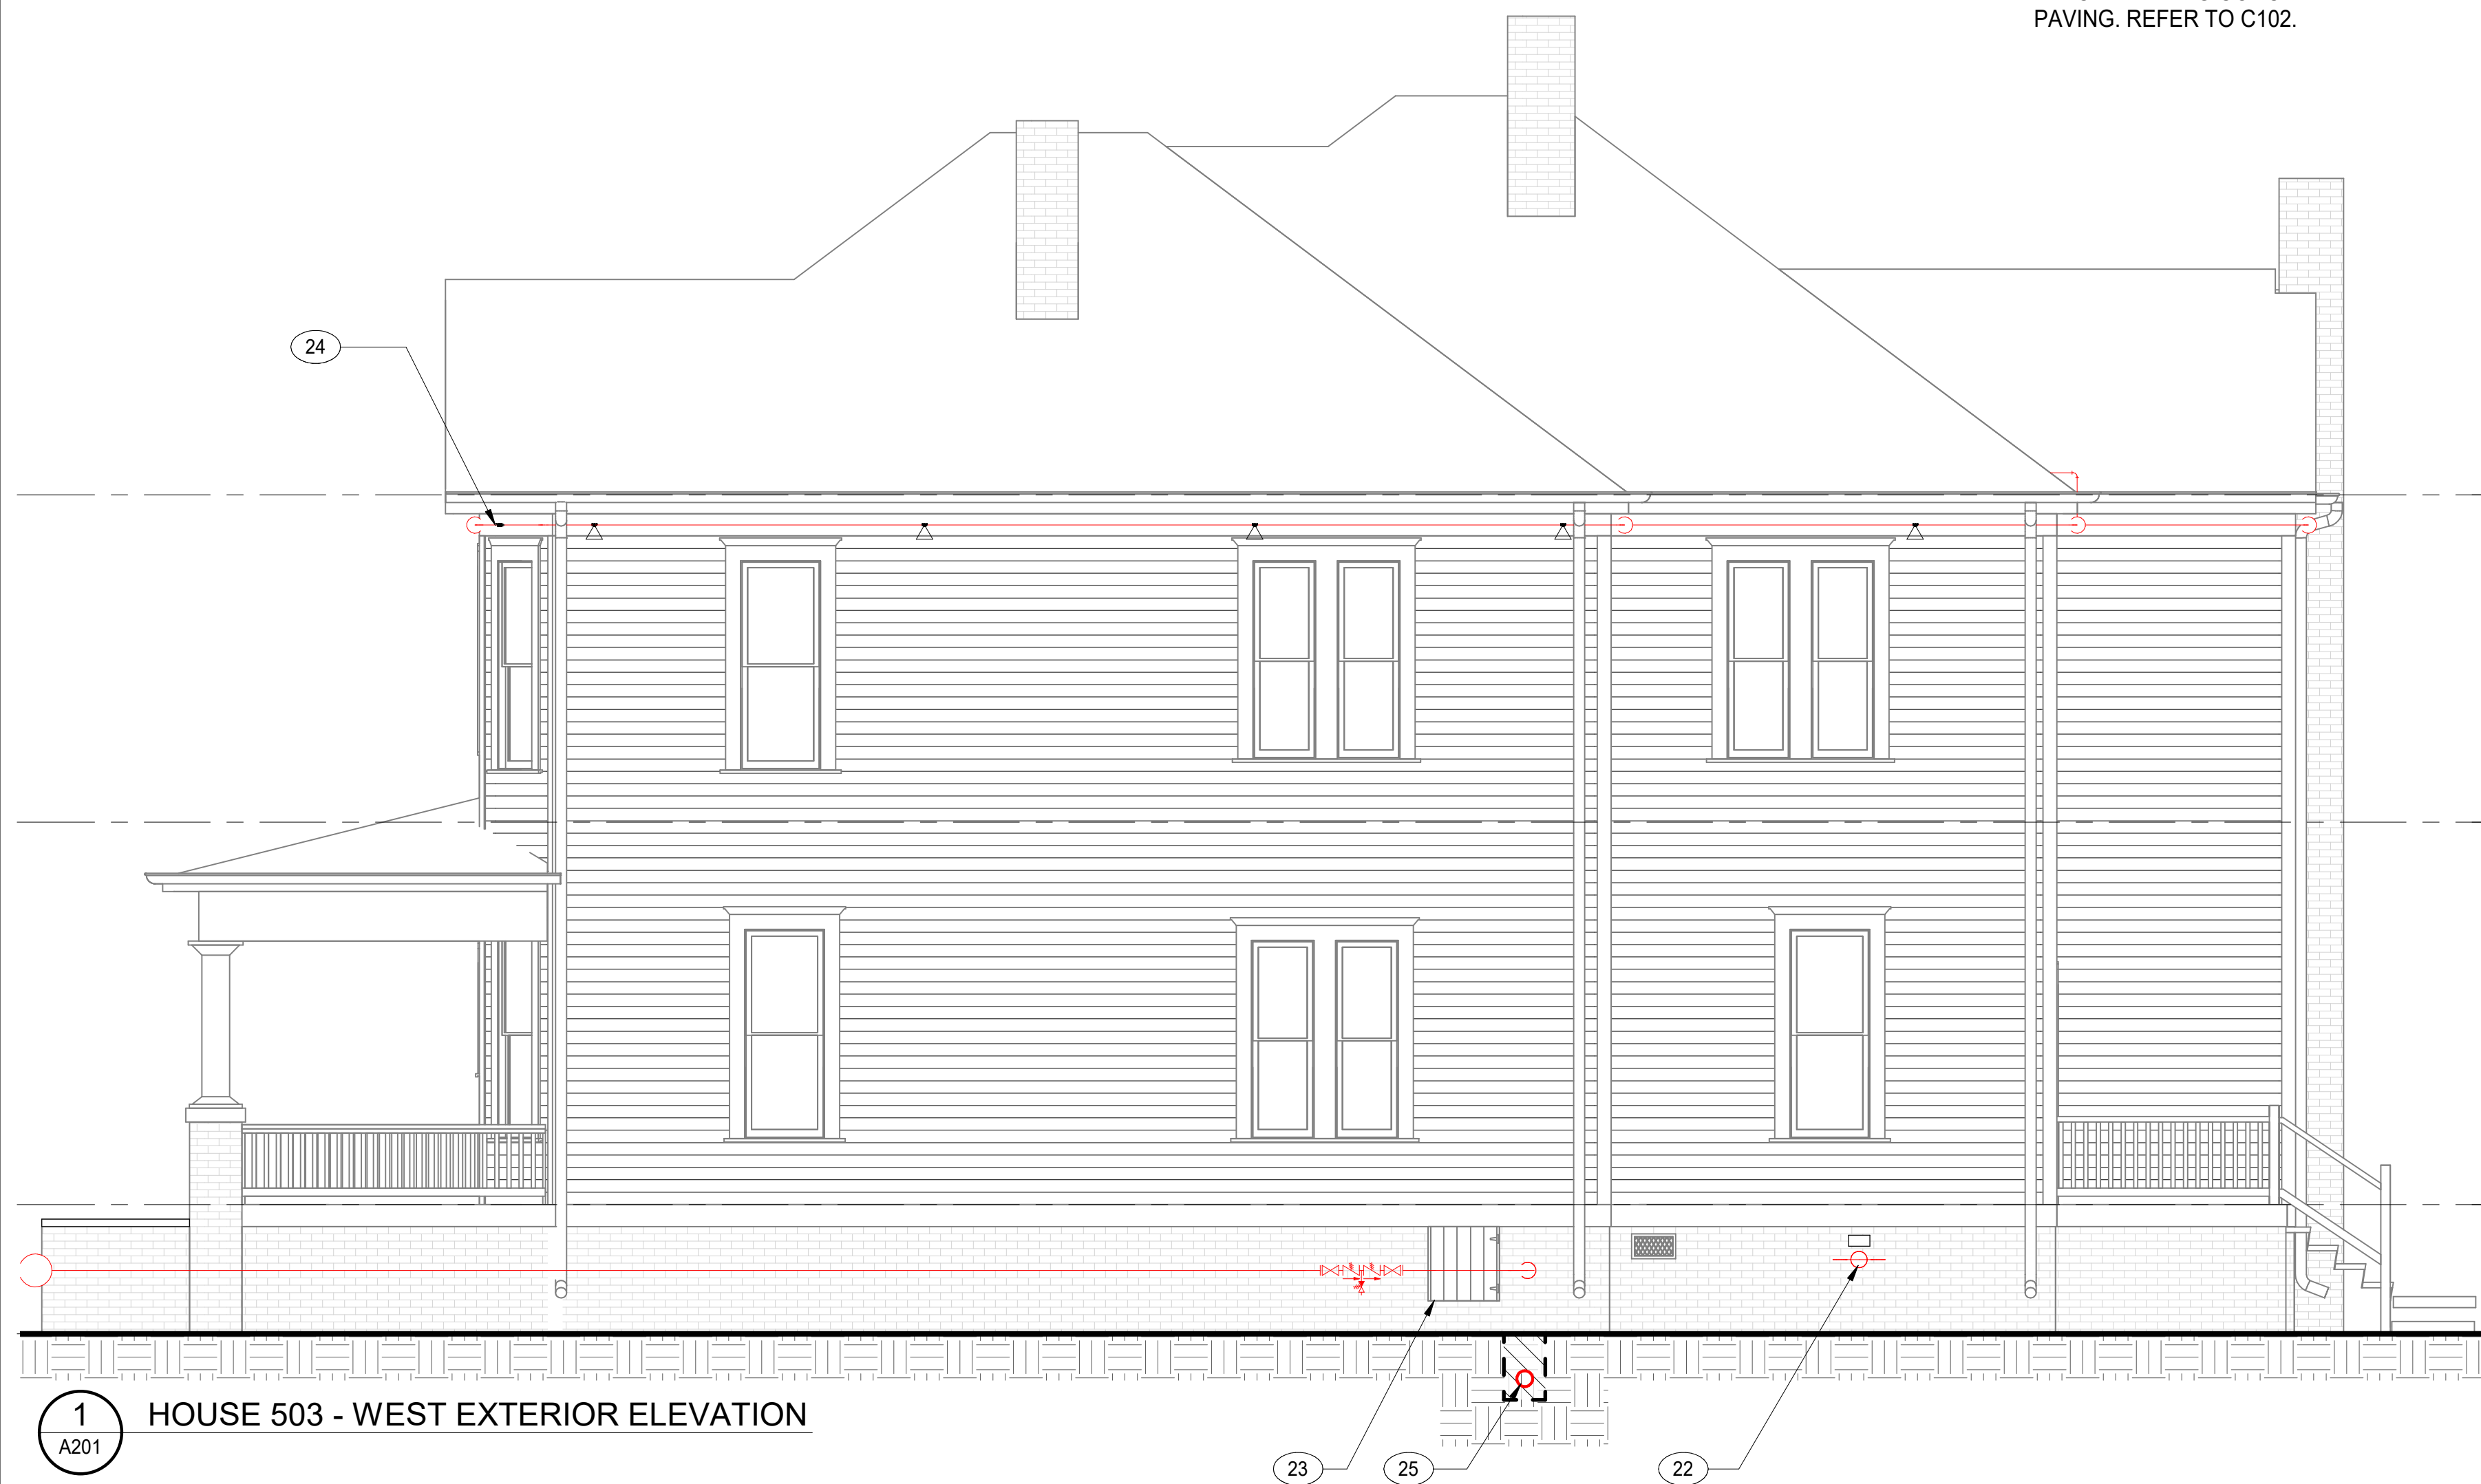 PAVING. REFER TO C102.
24
1
A201
HOUSE 503 - WEST EXTERIOR ELEVATION
23
25
22